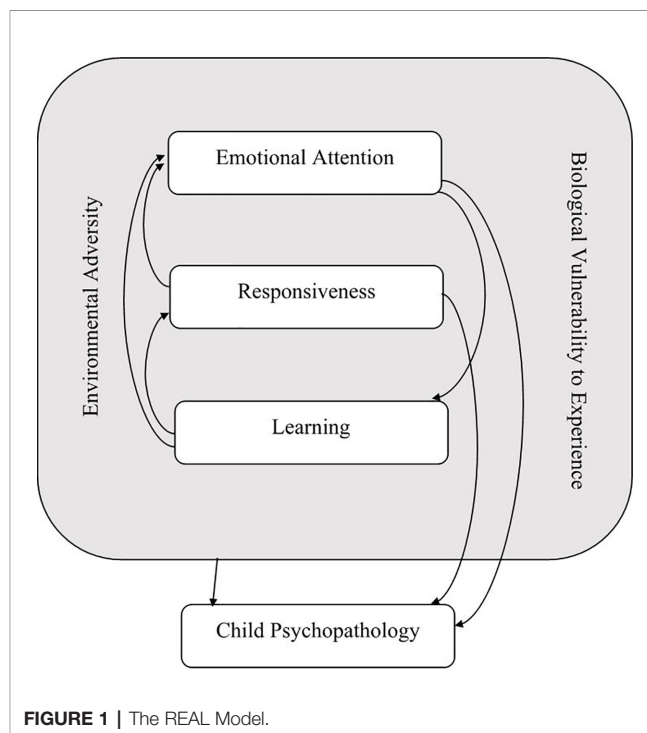 Emotional Attention
Environmental Adversity
Biological Vulnerability to Experience
Responsiveness
Learning
Child Psychopathology
FIGURE 1 | The REAL Model.